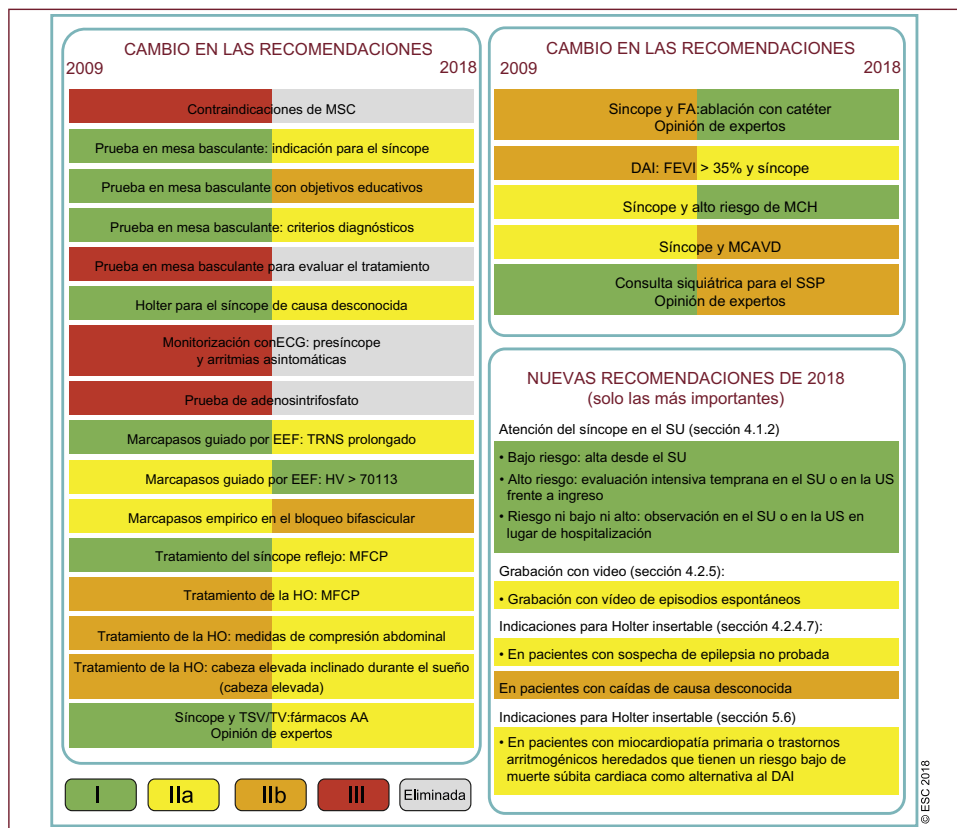 CAMBIO EN LAS RECOMENDACIONES
2009 2018
Contraindicaciones de MSC
Prueba en mesa basculante: indicación para el síncope
Prueba en mesa basculante con objetivos educativos
Prueba en mesa basculante: criterios diagnósticos
Prueba en mesa basculante para evaluar el tratamiento
Holter para el síncope de causa desconocida
Monitorización conECG: presíncope
y arritmias asintomáticas
Prueba de adenosintrifosfato
Marcapasos guiado por EEF: TRNS prolongado
Marcapasos guiado por EEF: HV > 70113
Marcapasos empirico en el bloqueo bifascicular
Tratamiento del síncope reflejo: MFCP
Tratamiento de la HO: MFCP
Tratamiento de la HO: medidas de compresión abdominal
Tratamiento de la HO: cabeza elevada inclinado durante el sueño
(cabeza elevada)
Síncope y TSV/TV:fármacos AA
Opinión de expertos
I IIa IIb III Eliminada
CAMBIO EN LAS RECOMENDACIONES
2009 2018
Sincope y FA:ablación con catéter
Opinión de expertos
DAI: FEVI > 35% y síncope
Síncope y alto riesgo de MCH
Síncope y MCAVD
Consulta siquiátrica para el SSP
Opinión de expertos
NUEVAS RECOMENDACIONES DE 2018
(solo las más importantes)
Atención del síncope en el SU (sección 4.1.2)
• Bajo riesgo: alta desde el SU
• Alto riesgo: evaluación intensiva temprana en el SU o en la US
frente a ingreso
• Riesgo ni bajo ni alto: observación en el SU o en la US en
lugar de hospitalización
Grabación con video (sección 4.2.5):
• Grabación con vídeo de episodios espontáneos
Indicaciones para Holter insertable (sección 4.2.4.7):
• En pacientes con sospecha de epilepsia no probada
En pacientes con caídas de causa desconocida
Indicaciones para Holter insertable (sección 5.6)
• En pacientes con miocardiopatía primaria o trastornos
arritmogénicos heredados que tienen un riesgo bajo de
muerte súbita cardiaca como alternativa al DAI
© ESC 2018